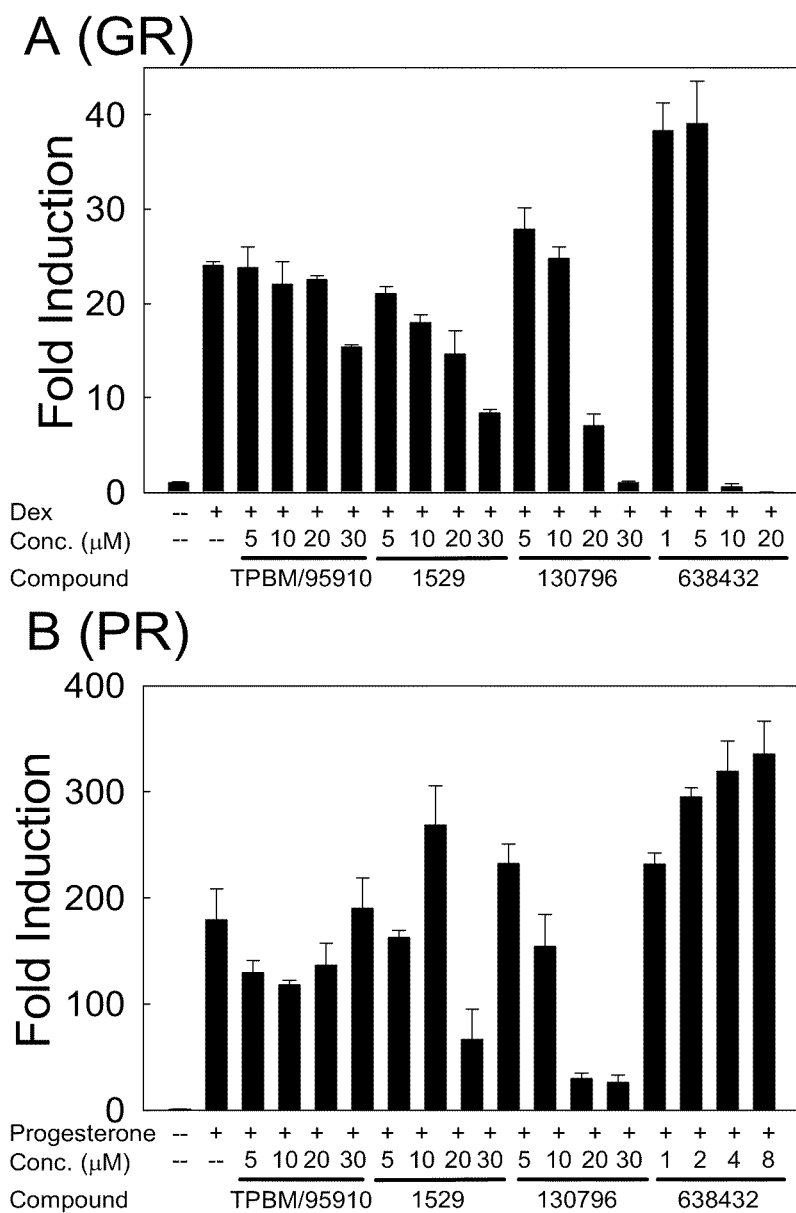 A (GR)
Fold Induction
40
30
20
10
0
Dex -- + + + + + + + + + + + + + + + + +
Conc. (μM) -- -- 5 10 20 30 5 10 20 30 5 10 20 30 1 5 10 20
Compound TPBM/95910 1529 130796 638432
B (PR)
Fold Induction
400
300
200
100
0
Progesterone -- + + + + + + + + + + + + + + + + +
Conc. (μM) -- -- 5 10 20 30 5 10 20 30 5 10 20 30 1 2 4 8
Compound TPBM/95910 1529 130796 638432